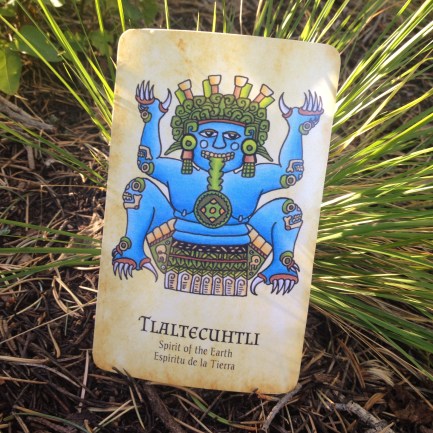 Tlaltecuhtli
Spirit of the Earth
Espíritu de la Tierra